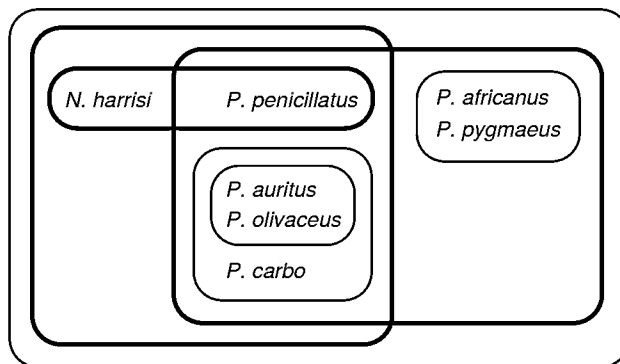 N. harrisi
P. penicillatus
P. africanus
P. pygmaeus
P. auritus
P. olivaceus
P. carbo